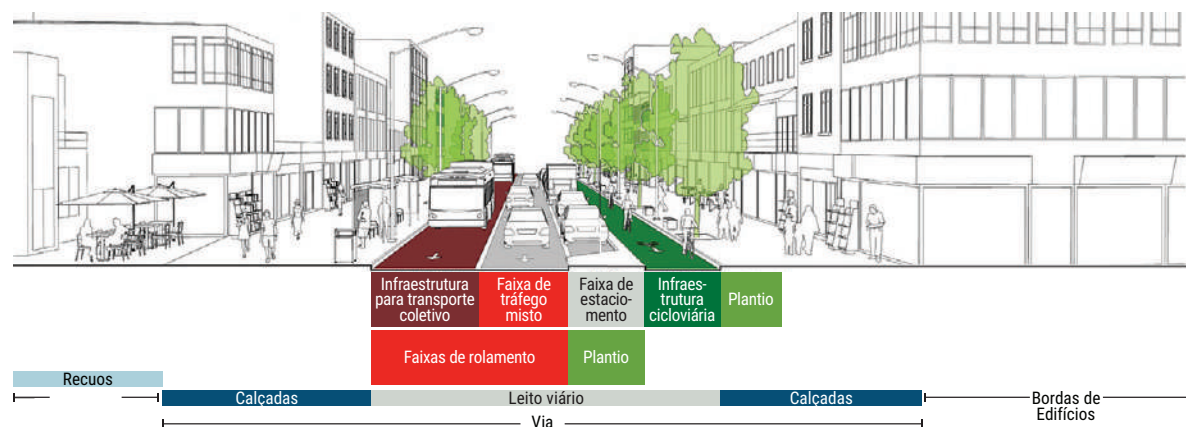 Infraestrutura
para transporte
coletivo
Faixa de
tráfego
misto
Faixa de
estacio-
namento
Infraes-
trutura
cicloviária
Plantio
Faixas de rolamento
Plantio
Recuos
Calçadas
Leito viário
Calçadas
Bordas de
Edifícios
Via